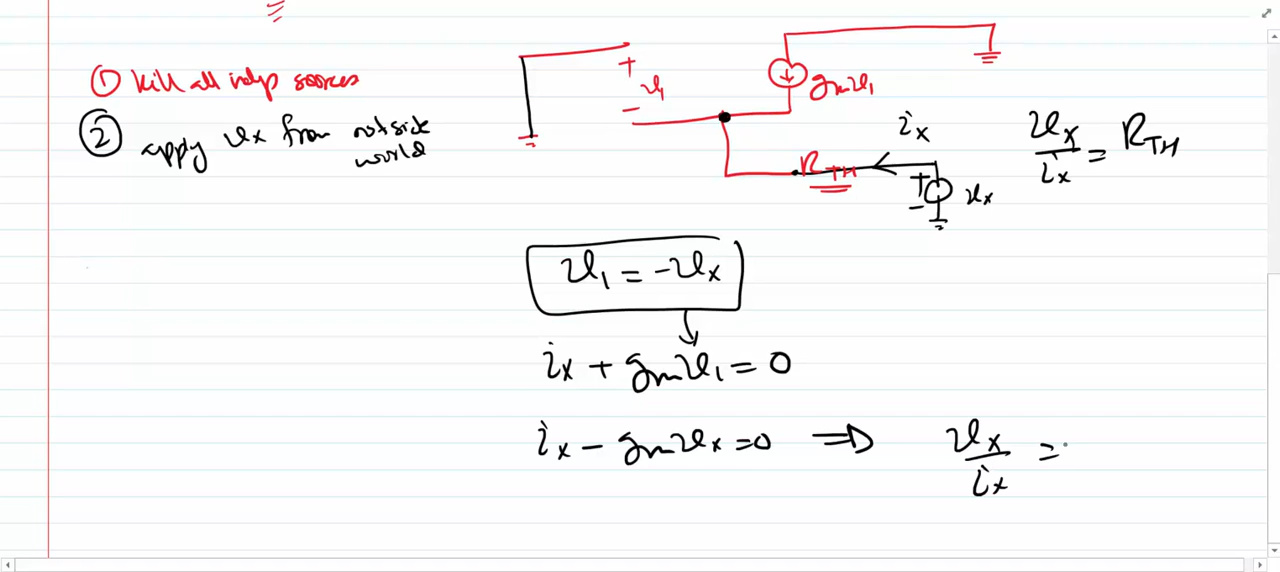 ① kill all indp sources
② apply vx from outside world
+
v₁
−
gmv₁
ix
RTH
+
−
vx
vx/ix = RTH
v₁ = -vx
ix + gmv₁ = 0
ix - gmvx = 0 ⇒ vx/ix =